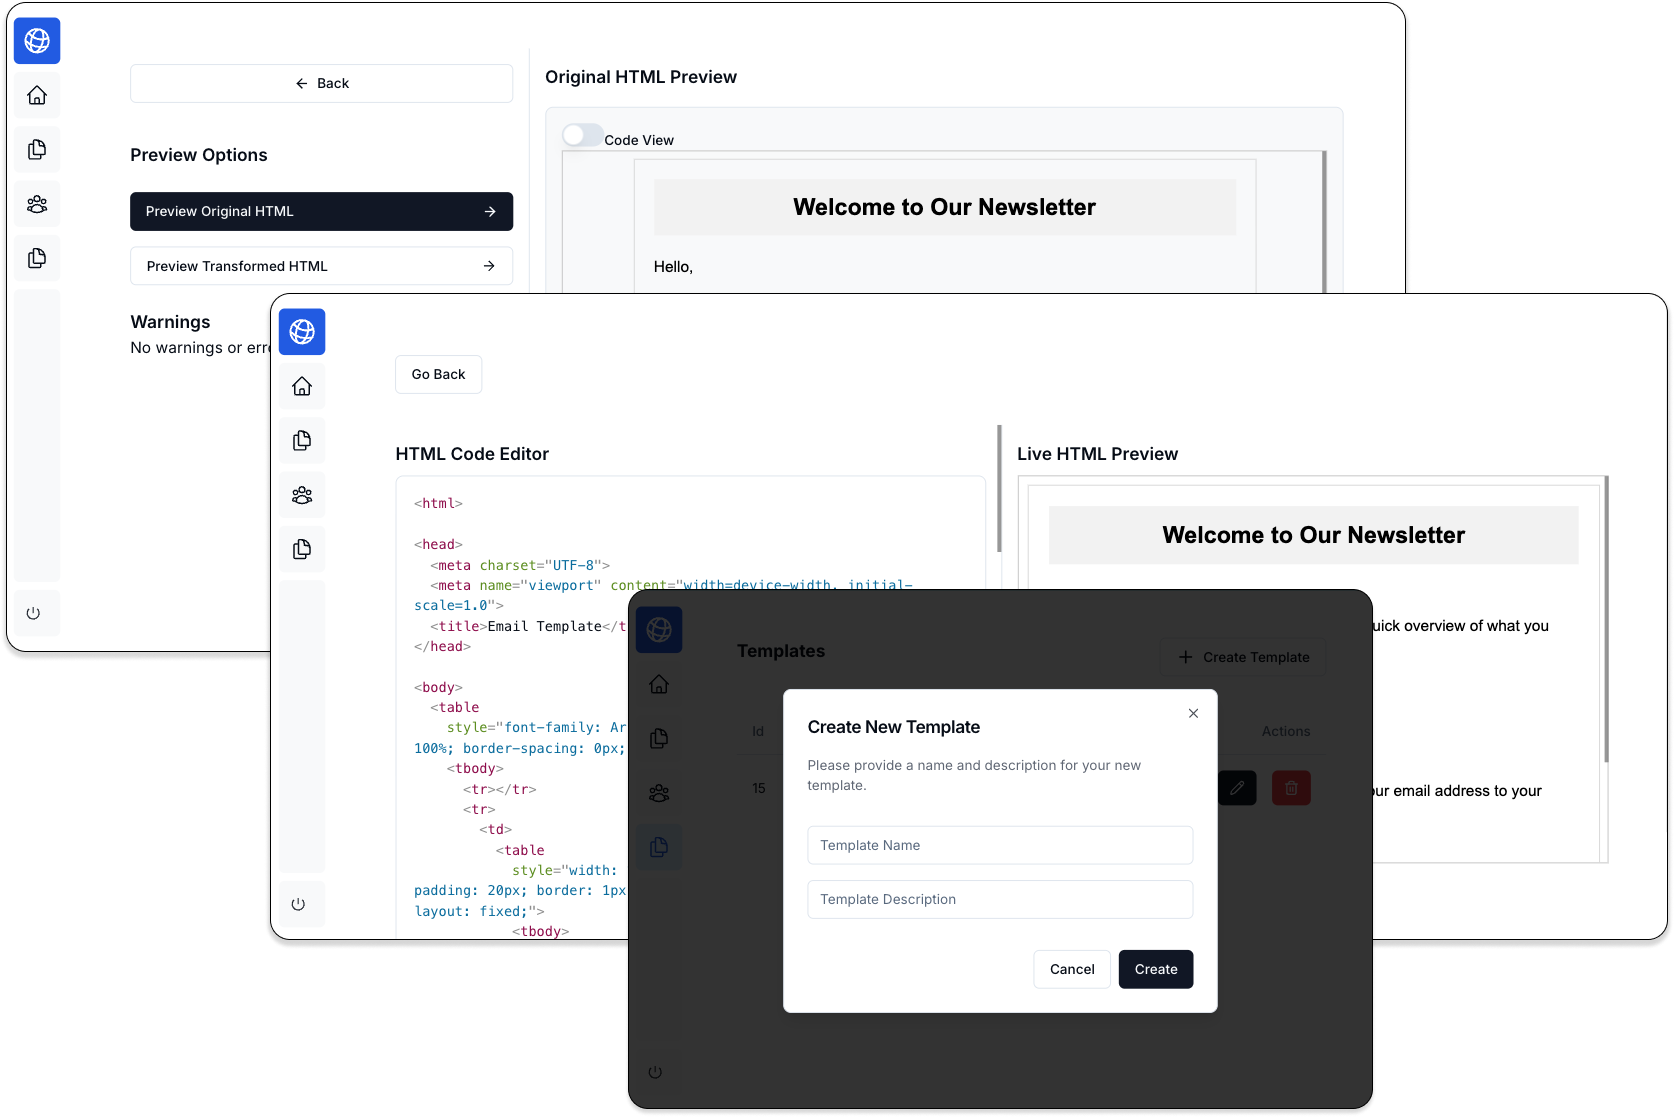 Back
Preview Options
Preview Original HTML
Preview Transformed HTML
Warnings
No warnings or
Original HTML Preview
Code View
Welcome to Our Newsletter
Hello,
Go Back
HTML Code Editor
<html>
<head>
<meta charset="UTF-8">
<meta name="viewport" content="width=device-width, initial-
scale=1.0">
<title>Email Template</t
</head>
<body>
<table
style="font-family: Ar
100%; border-spacing: 0px;
<tbody>
<tr></tr>
<tr>
<td>
<table
style="width:
padding: 20px; border: 1px
layout: fixed;">
<tbody>
Live HTML Preview
Welcome to Our Newsletter
uick overview of what you
our email address to your
Templates
Create Template
Id
Actions
15
Create New Template
Please provide a name and description for your new
template.
Template Name
Template Description
Cancel
Create